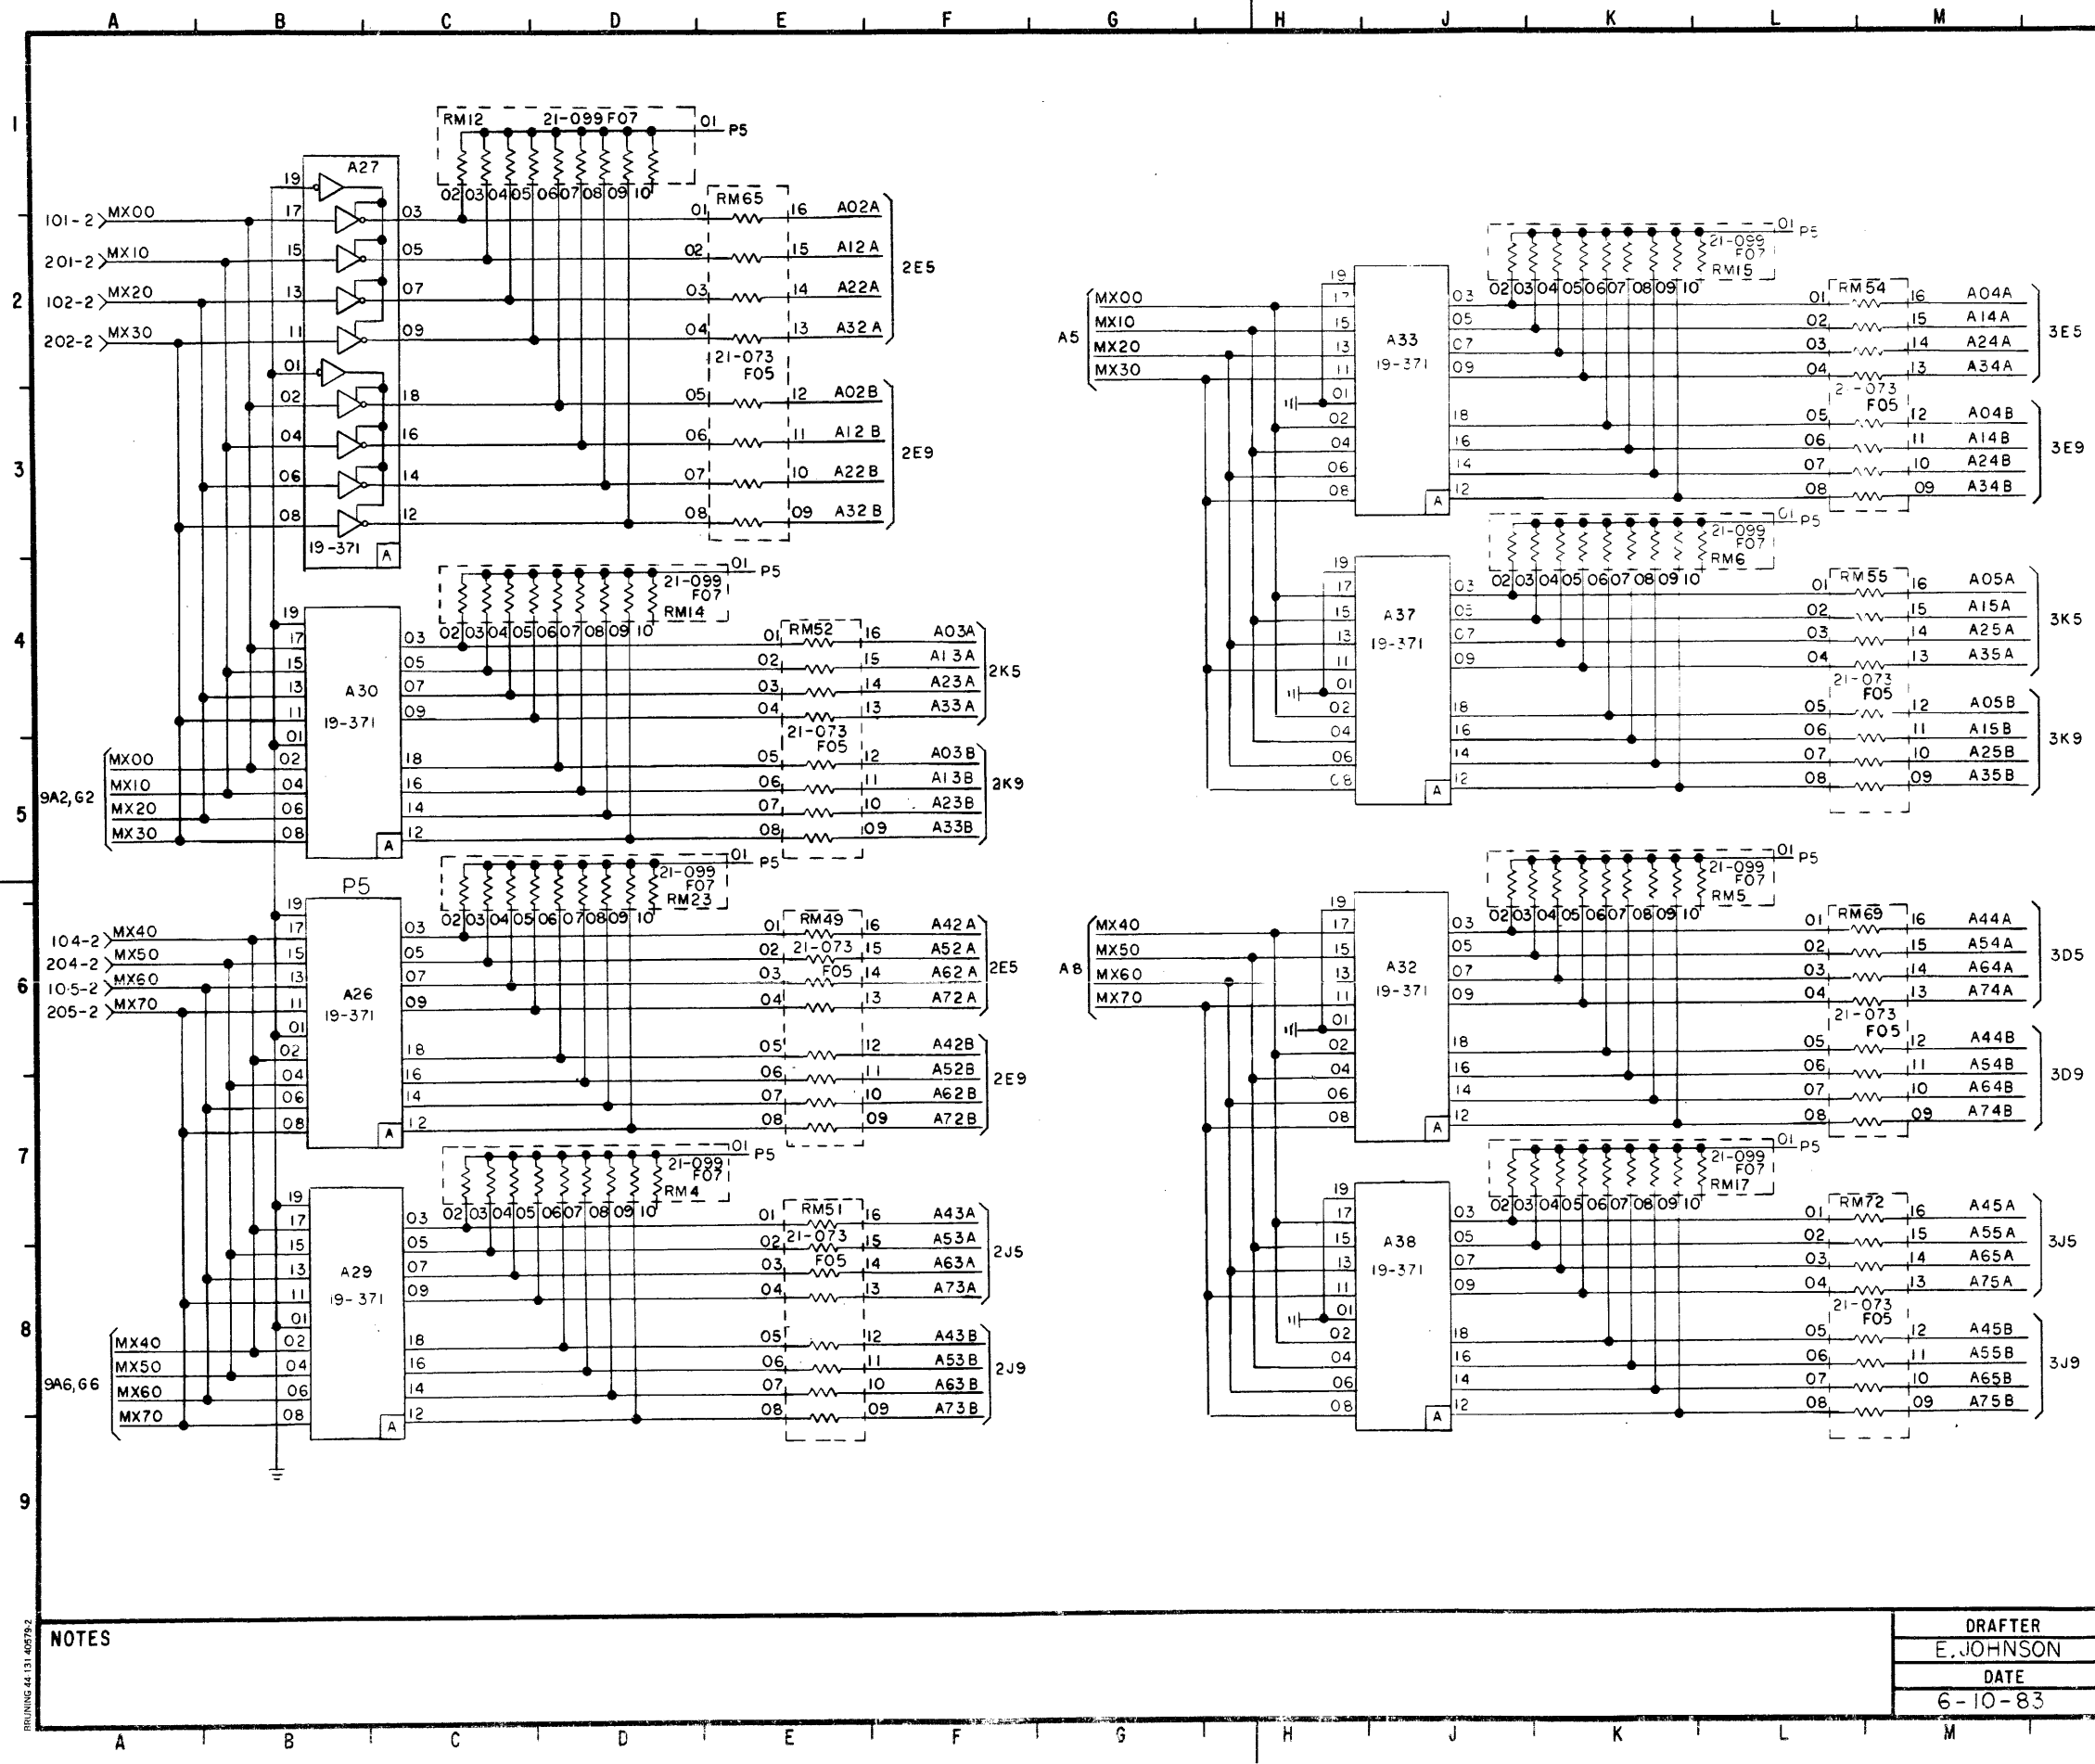 A B C D E F G H J K L M
1
2
3
4
5
6
7
8
9
RM12 21-099 F07 01 P5
02 03 04 05 06 07 08 09 10
A27
19
101-2 MX00 17 03 01 RM65 16 A02A
201-2 MX10 15 05 02 15 A12A
102-2 MX20 13 07 03 14 A22A
202-2 MX30 11 09 04 13 A32A
2E5
21-073
F05
01
02 18 05 12 A02B
04 16 06 11 A12B
06 14 07 10 A22B
08 12 08 09 A32B
2E9
19-371 A
01 P5
21-099
F07
RM14
02 03 04 05 06 07 08 09 10
19
17 03 01 RM52 16 A03A
15 05 02 15 A13A
13 A30 07 03 14 A23A
11 19-371 09 04 13 A33A
2K5
21-073
F05
01
MX00 02 18 05 12 A03B
MX10 04 16 06 11 A13B
MX20 06 14 07 10 A23B
MX30 08 A 12 08 09 A33B
9A2,G2
2K9
01 P5
21-099
F07
RM23
02 03 04 05 06 07 08 09 10
P5
19
104-2 MX40 17 03 01 RM49 16 A42A
204-2 MX50 15 05 02 21-073 15 A52A
105-2 MX60 13 A26 07 03 F05 14 A62A
205-2 MX70 11 19-371 09 04 13 A72A
2E5
01
02 18 05 12 A42B
04 16 06 11 A52B
06 14 07 10 A62B
08 A 12 08 09 A72B
2E9
01 P5
21-099
F07
RM4
02 03 04 05 06 07 08 09 10
19
17 03 01 RM51 16 A43A
15 05 02 21-073 15 A53A
13 A29 07 03 F05 14 A63A
11 19-371 09 04 13 A73A
2J5
01
MX40 02 18 05 12 A43B
MX50 04 16 06 11 A53B
MX60 06 14 07 10 A63B
MX70 08 A 12 08 09 A73B
9A6,G6
2J9
01 P5
21-099
F07
RM15
02 03 04 05 06 07 08 09 10
19
MX00 17 03 01 RM54 16 A04A
MX10 15 05 02 15 A14A
MX20 13 A33 07 03 14 A24A
MX30 11 19-371 09 04 13 A34A
A5
3E5
2 -073
F05
01
02 18 05 12 A04B
04 16 06 11 A14B
06 14 07 10 A24B
08 A 12 08 09 A34B
3E9
01 P5
21-099
F07
RM6
02 03 04 05 06 07 08 09 10
19
17 03 01 RM55 16 A05A
15 A37 05 02 15 A15A
13 19-371 07 03 14 A25A
11 09 04 13 A35A
3K5
21-073
F05
01
02 18 05 12 A05B
04 16 06 11 A15B
06 14 07 10 A25B
08 A 12 08 09 A35B
3K9
01 P5
21-099
F07
RM5
02 03 04 05 06 07 08 09 10
19
MX40 17 03 01 RM69 16 A44A
MX50 15 05 02 15 A54A
MX60 13 A32 07 03 14 A64A
MX70 11 19-371 09 04 13 A74A
A8
3D5
21-073
F05
01
02 18 05 12 A44B
04 16 06 11 A54B
06 14 07 10 A64B
08 A 12 08 09 A74B
3D9
01 P5
21-099
F07
RM17
02 03 04 05 06 07 08 09 10
19
17 03 01 RM72 16 A45A
15 A38 05 02 15 A55A
13 19-371 07 03 14 A65A
11 09 04 13 A75A
3J5
21-073
F05
01
02 18 05 12 A45B
04 16 06 11 A55B
06 14 07 10 A65B
08 A 12 08 09 A75B
3J9
BRUNING 44-131 40579-2
NOTES
DRAFTER
E. JOHNSON
DATE
6-10-83
A B C D E F G H J K L M